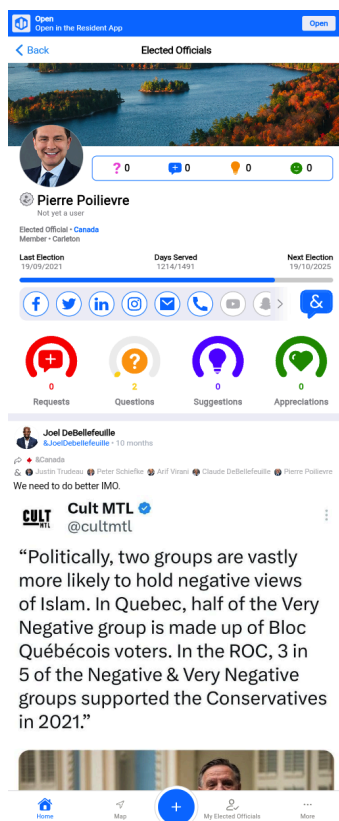 Open
Open in the Resident App
Open
Back
Elected Officials
? 0
0
0
0
Pierre Poilievre
Not yet a user
Elected Official • Canada
Member • Carleton
Last Election
Days Served
Next Election
19/09/2021
1214/1491
19/10/2025
&
0
2
0
0
Requests
Questions
Suggestions
Appreciations
Joel DeBellefeuille
&JoelDebellefeuille • 10 months
&Canada
& Justin Trudeau Peter Schiefke Arif Virani Claude DeBellefeuille Pierre Poilievre
We need to do better IMO.
CULT
MTL
Cult MTL
@cultmtl
“Politically, two groups are vastly
more likely to hold negative views
of Islam. In Quebec, half of the Very
Negative group is made up of Bloc
Québécois voters. In the ROC, 3 in
5 of the Negative & Very Negative
groups supported the Conservatives
in 2021.”
Home
Map
My Elected Officials
More